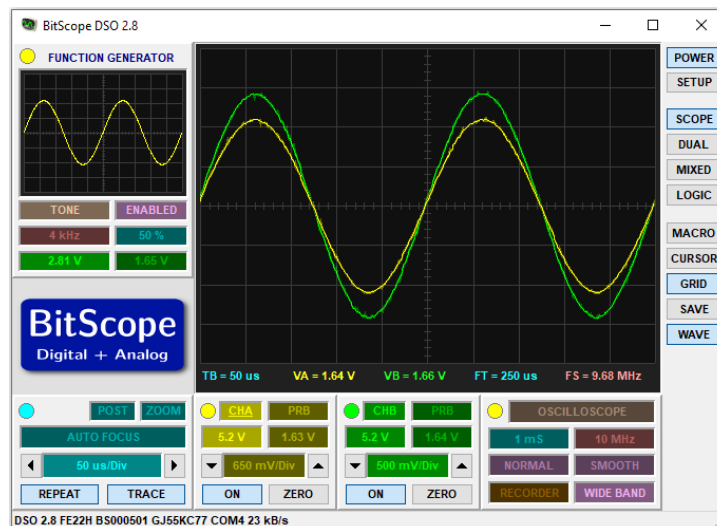 BitScope DSO 2.8
FUNCTION GENERATOR
TONE ENABLED
4 kHz 50 %
2.81 V 1.65 V
BitScope
Digital + Analog
TB = 50 us VA = 1.64 V VB = 1.66 V FT = 250 us FS = 9.68 MHz
POWER
SETUP
SCOPE
DUAL
MIXED
LOGIC
MACRO
CURSOR
GRID
SAVE
WAVE
POST ZOOM
AUTO FOCUS
50 us/Div
REPEAT TRACE
CHA PRB
5.2 V 1.63 V
650 mV/Div
ON ZERO
CHB PRB
5.2 V 1.64 V
500 mV/Div
ON ZERO
OSCILLOSCOPE
1 mS 10 MHz
NORMAL SMOOTH
RECORDER WIDE BAND
DSO 2.8 FE22H BS000501 GJ55KC77 COM4 23 kB/s